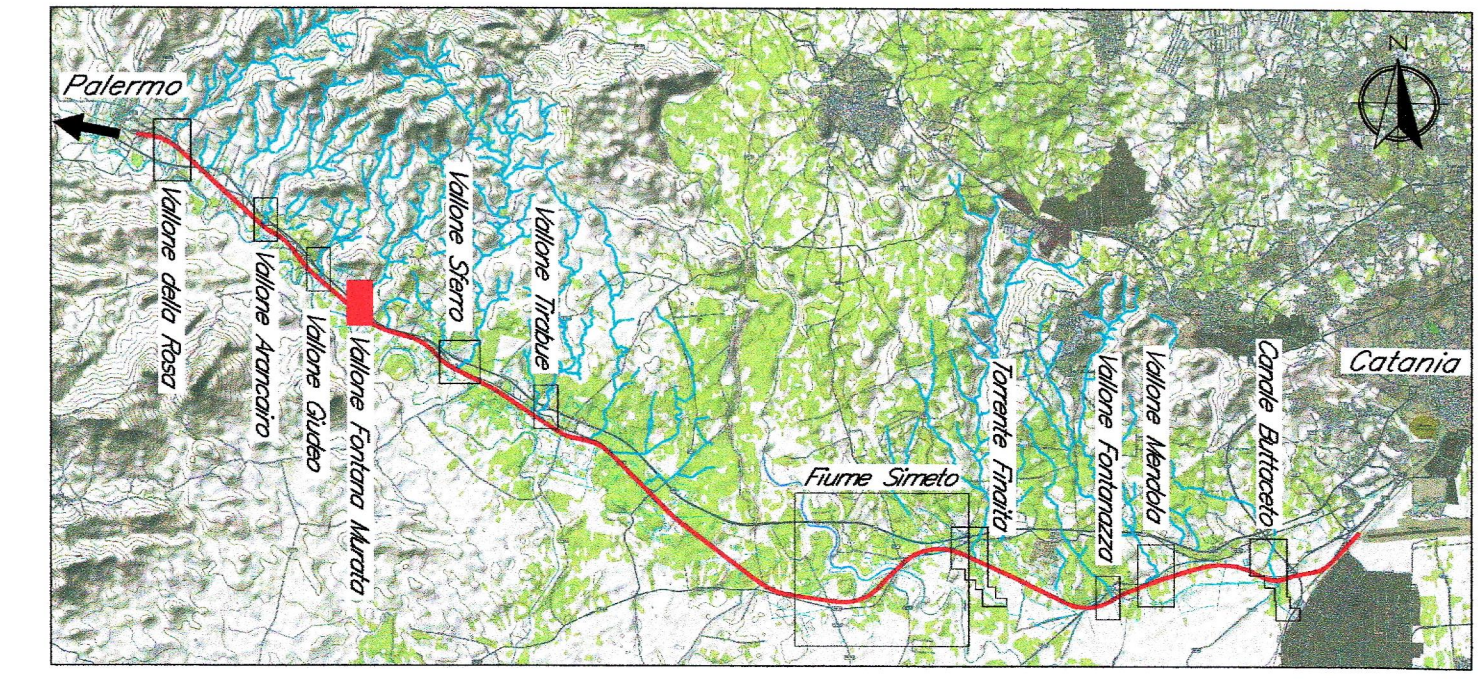 N
Palermo
Vallone della Rosa
Vallone Arancairo
Vallone Giudeo
Vallone Fontana Murata
Vallone Sferro
Vallone Tirabue
Fiume Simeto
Torrente Finaita
Vallone Fontanazza
Vallone Mendola
Canale Buttaceto
Catania